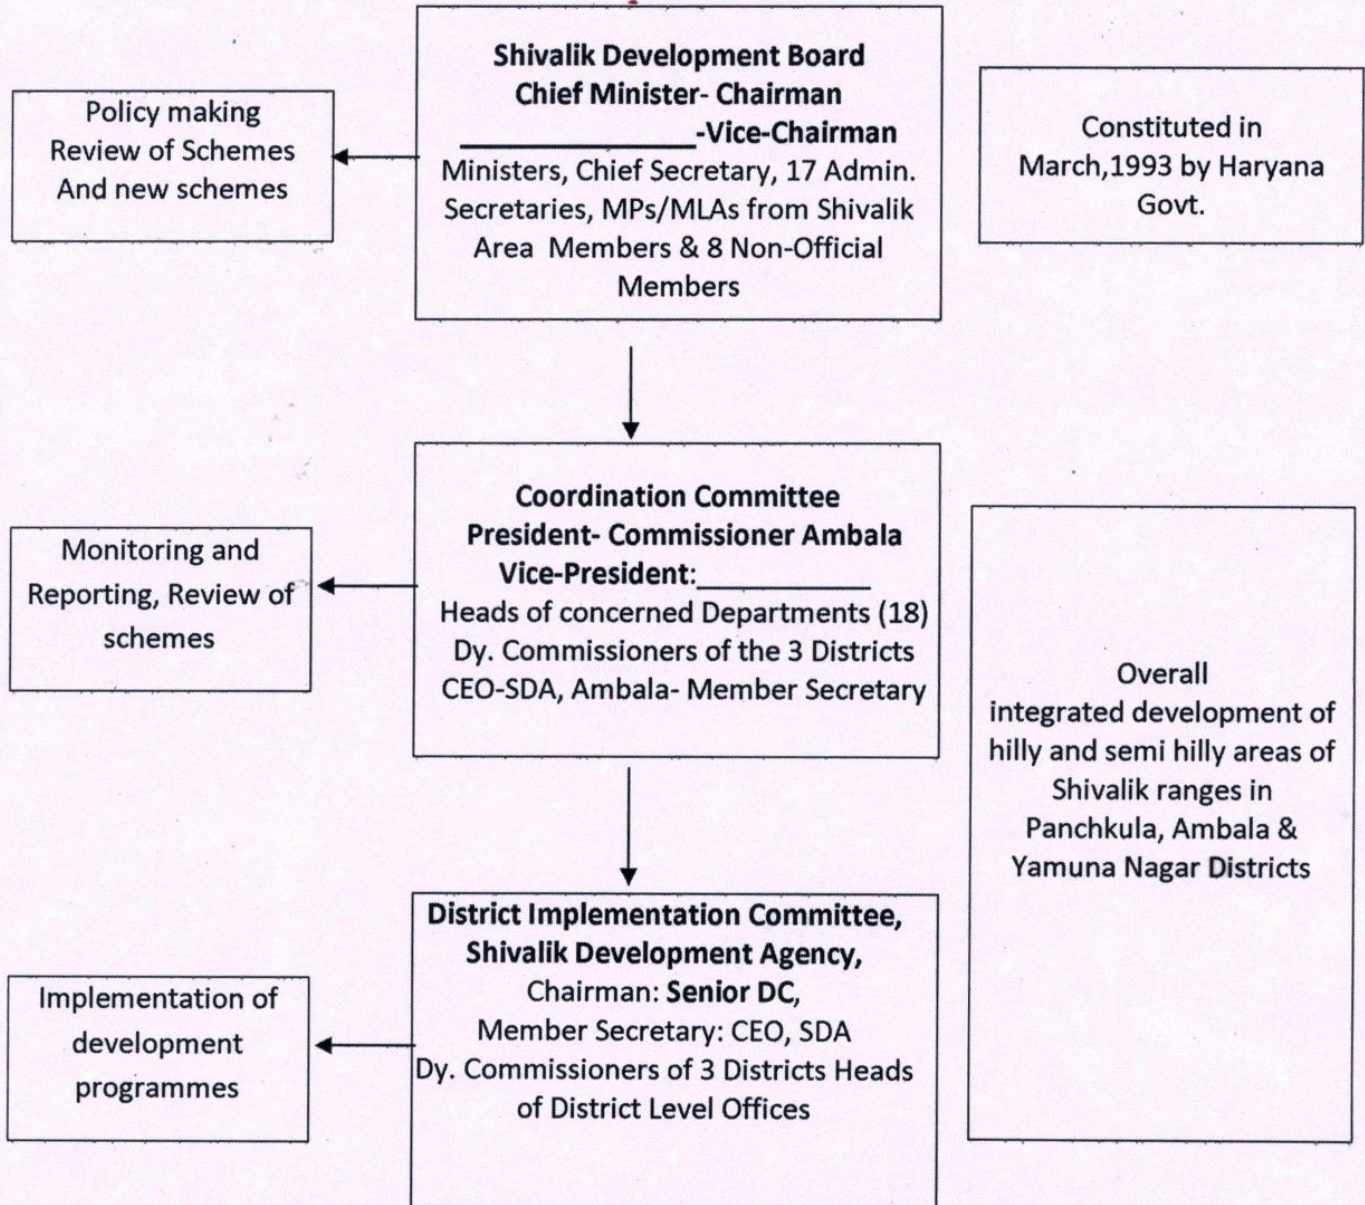 Shivalik Development Board
Chief Minister- Chairman
_________________-Vice-Chairman
Ministers, Chief Secretary, 17 Admin.
Secretaries, MPs/MLAs from Shivalik
Area Members & 8 Non-Official
Members
Policy making
Review of Schemes
And new schemes
Constituted in
March,1993 by Haryana
Govt.
Coordination Committee
President- Commissioner Ambala
Vice-President:____________
Heads of concerned Departments (18)
Dy. Commissioners of the 3 Districts
CEO-SDA, Ambala- Member Secretary
Monitoring and
Reporting, Review of
schemes
Overall
integrated development of
hilly and semi hilly areas of
Shivalik ranges in
Panchkula, Ambala &
Yamuna Nagar Districts
District Implementation Committee,
Shivalik Development Agency,
Chairman: Senior DC,
Member Secretary: CEO, SDA
Dy. Commissioners of 3 Districts Heads
of District Level Offices
Implementation of
development
programmes